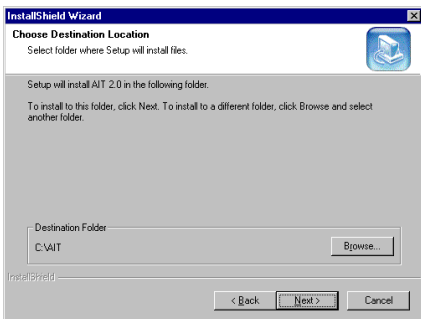 InstallShield Wizard
Choose Destination Location
Select folder where Setup will install files.
Setup will install AIT 2.0 in the following folder.
To install to this folder, click Next. To install to a different folder, click Browse and select
another folder.
Destination Folder
C:\AIT
Browse...
InstallShield
< Back
Next >
Cancel